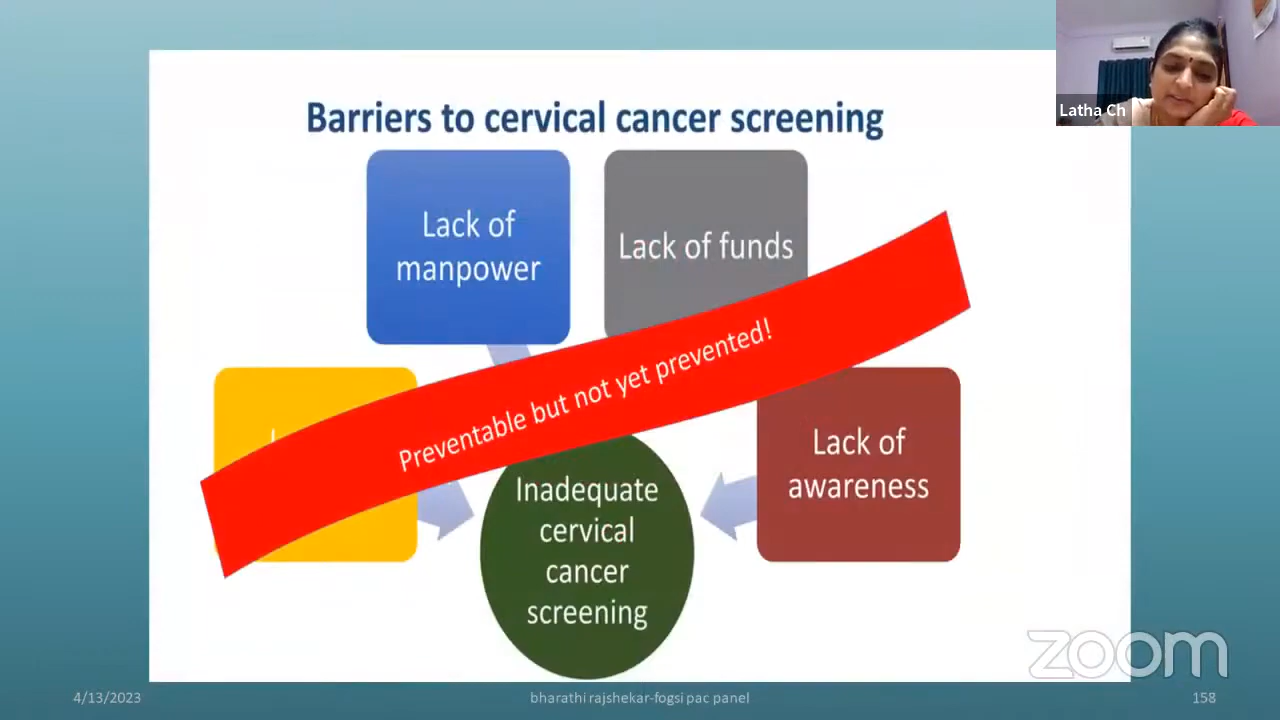 Barriers to cervical cancer screening
Latha Ch
Lack of
manpower
Lack of funds
Preventable but not yet prevented!
Lack of
awareness
Inadequate
cervical
cancer
screening
zoom
4/13/2023
bharathi rajshekar-fogsi pac panel
158